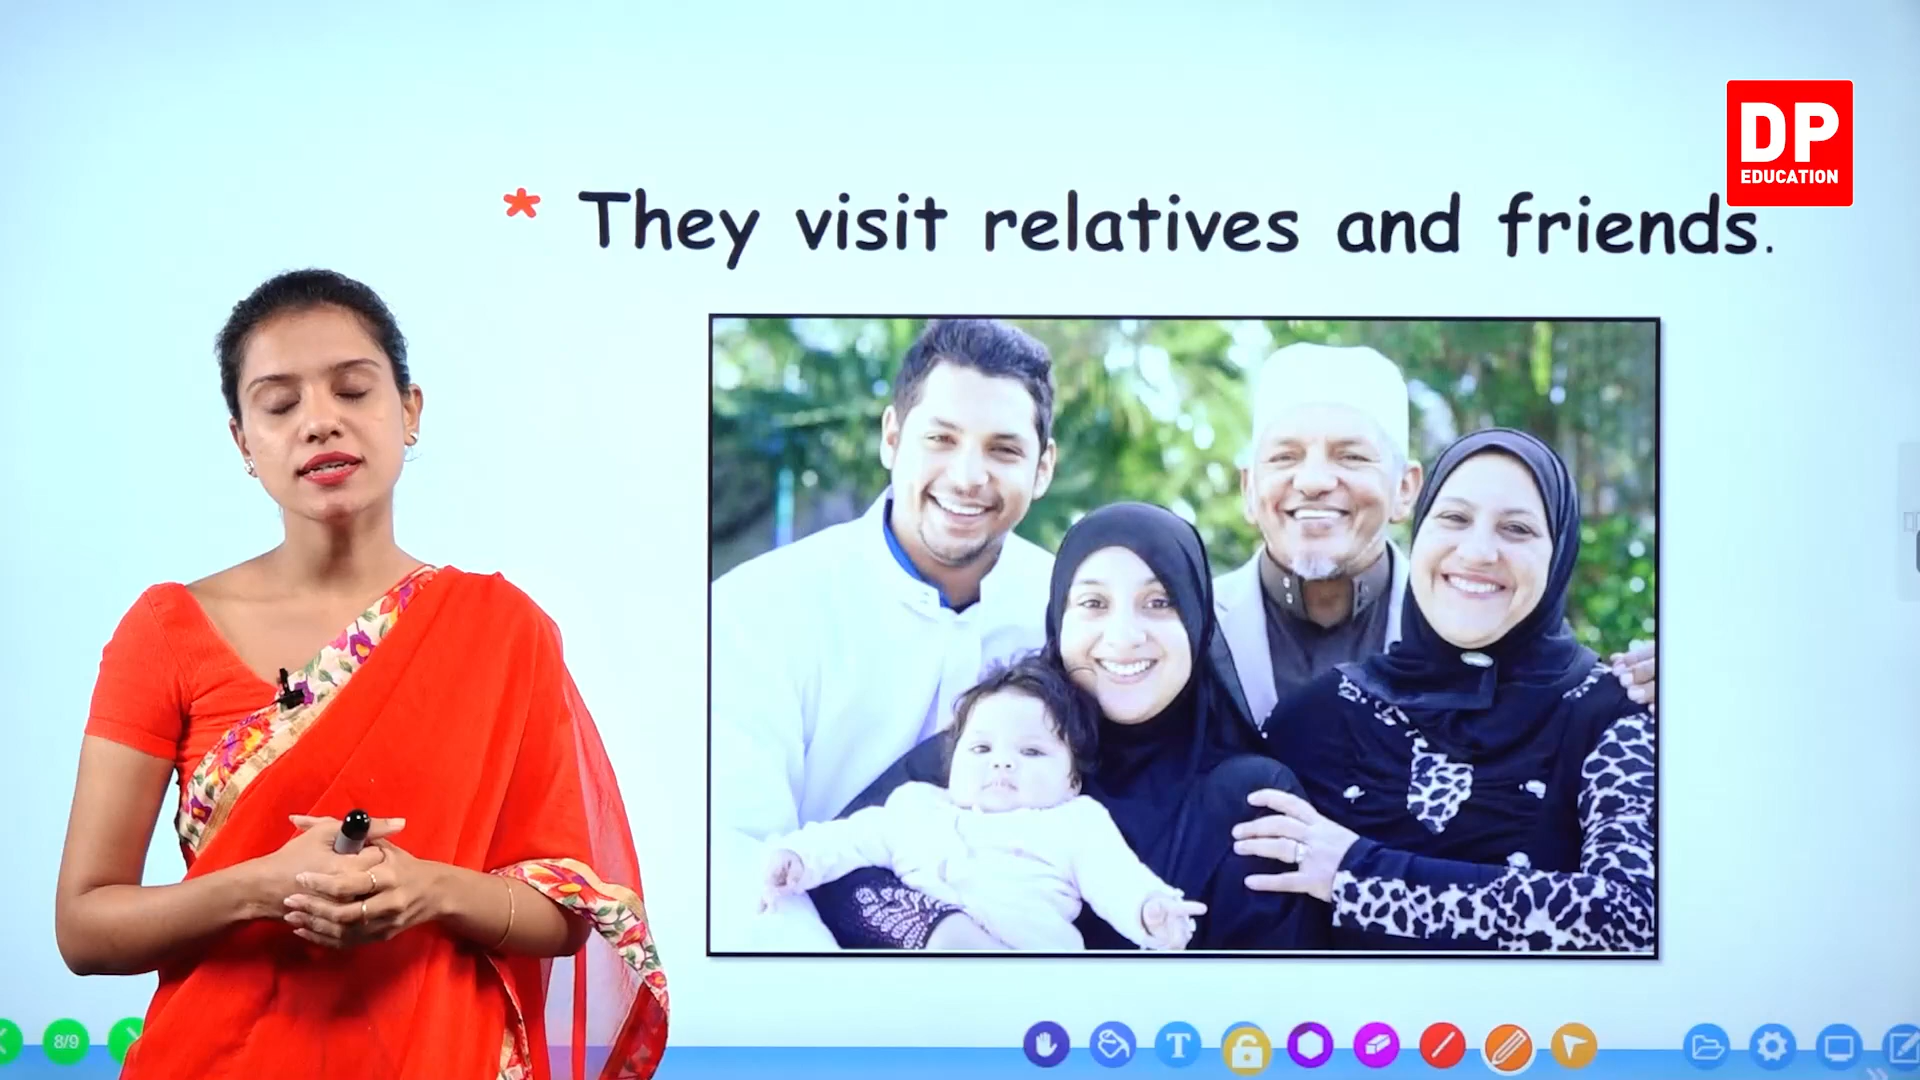 DP
EDUCATION
* They visit relatives and friends.
8/9
T